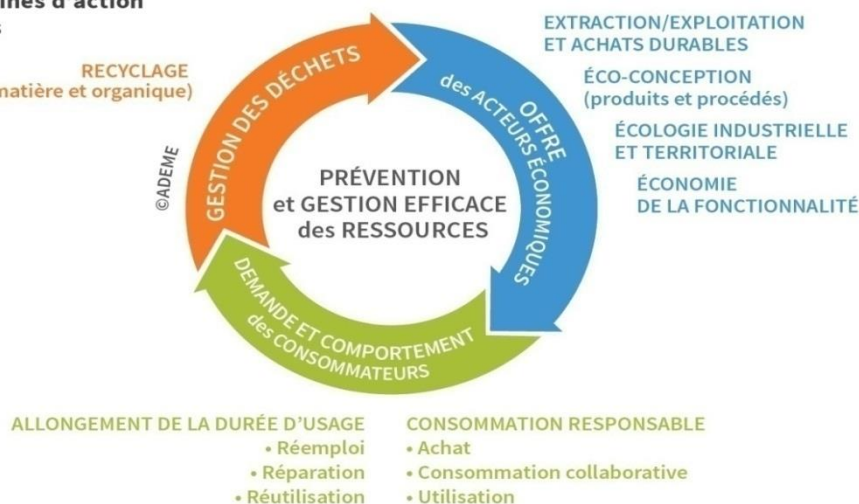 d'action
EXTRACTION/EXPLOITATION
ET ACHATS DURABLES
RECYCLAGE
matière et organique)
ÉCO-CONCEPTION
(produits et procédés)
ÉCOLOGIE INDUSTRIELLE
ET TERRITORIALE
ÉCONOMIE
DE LA FONCTIONNALITÉ
©ADEME
GESTION DES DÉCHETS
OFFRE
des ACTEURS ÉCONOMIQUES
PRÉVENTION
et GESTION EFFICACE
des RESSOURCES
DEMANDE ET COMPORTEMENT
des CONSOMMATEURS
ALLONGEMENT DE LA DURÉE D'USAGE
• Réemploi
• Réparation
• Réutilisation
CONSOMMATION RESPONSABLE
• Achat
• Consommation collaborative
• Utilisation